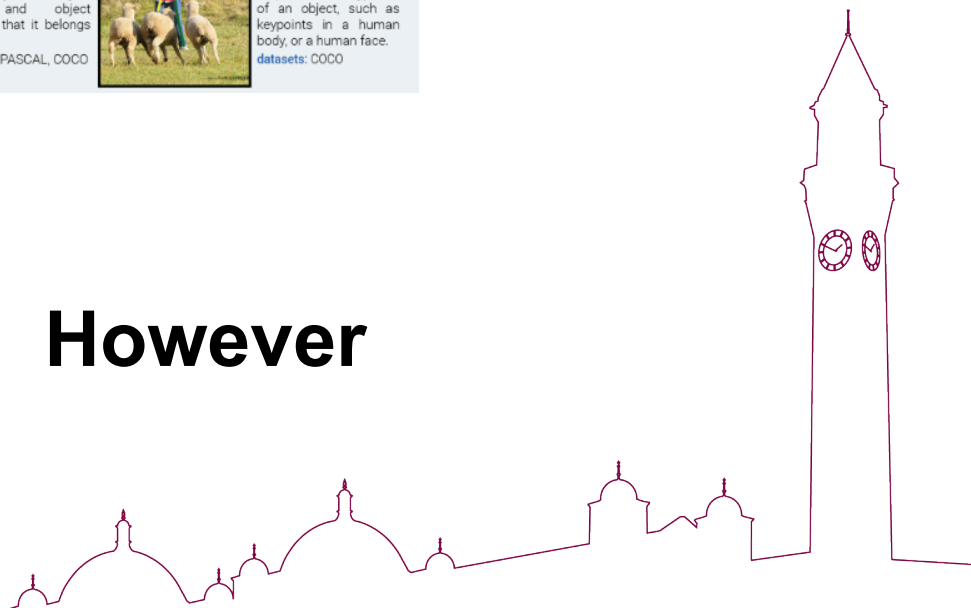 and object
that it belongs
PASCAL, COCO
of an object, such as
keypoints in a human
body, or a human face.
datasets: COCO
However